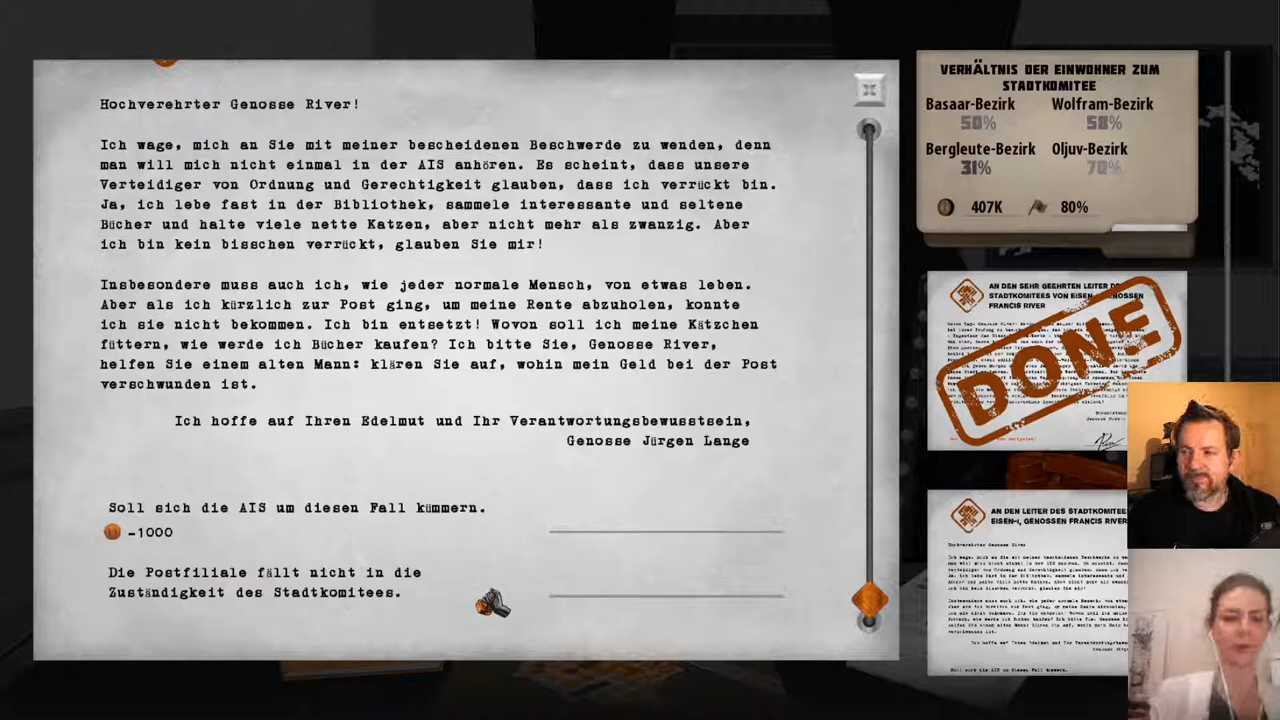 Hochverehrter Genosse River!
Ich wage, mich an Sie mit meiner bescheidenen Beschwerde zu wenden, denn
man will mich nicht einmal in der AIS anhören. Es scheint, dass unsere
Verteidiger von Ordnung und Gerechtigkeit glauben, dass ich verrückt bin.
Ja, ich lebe fast in der Bibliothek, sammele interessante und seltene
Bücher und halte viele nette Katzen, aber nicht mehr als zwanzig. Aber
ich bin kein bisschen verrückt, glauben Sie mir!
Insbesondere muss auch ich, wie jeder normale Mensch, von etwas leben.
Aber als ich kürzlich zur Post ging, um meine Rente abzuholen, konnte
ich sie nicht bekommen. Ich bin entsetzt! Wovon soll ich meine Kätzchen
füttern, wie werde ich Bücher kaufen? Ich bitte Sie, Genosse River,
helfen Sie einem alten Mann: klären Sie auf, wohin mein Geld bei der Post
verschwunden ist.
Ich hoffe auf Ihren Edelmut und Ihr Verantwortungsbewusstsein,
Genosse Jürgen Lange
Soll sich die AIS um diesen Fall kümmern.
-1000
Die Postfiliale fällt nicht in die
Zuständigkeit des Stadtkomitees.
VERHÄLTNIS DER EINWOHNER ZUM
STADTKOMITEE
Basaar-Bezirk Wolfram-Bezirk
50% 58%
Bergleute-Bezirk Oljuv-Bezirk
31% 70%
407K 80%
AN DEN SEHR GEEHRTEN LEITER
STADTKOMITEES VON EISEN GENOSSEN
FRANCIS RIVER
DONE
AN DEN LEITER DES STADTKOMITEE
EISEN-1, GENOSSEN FRANCIS RIVER
Hochverehrter Genosse River